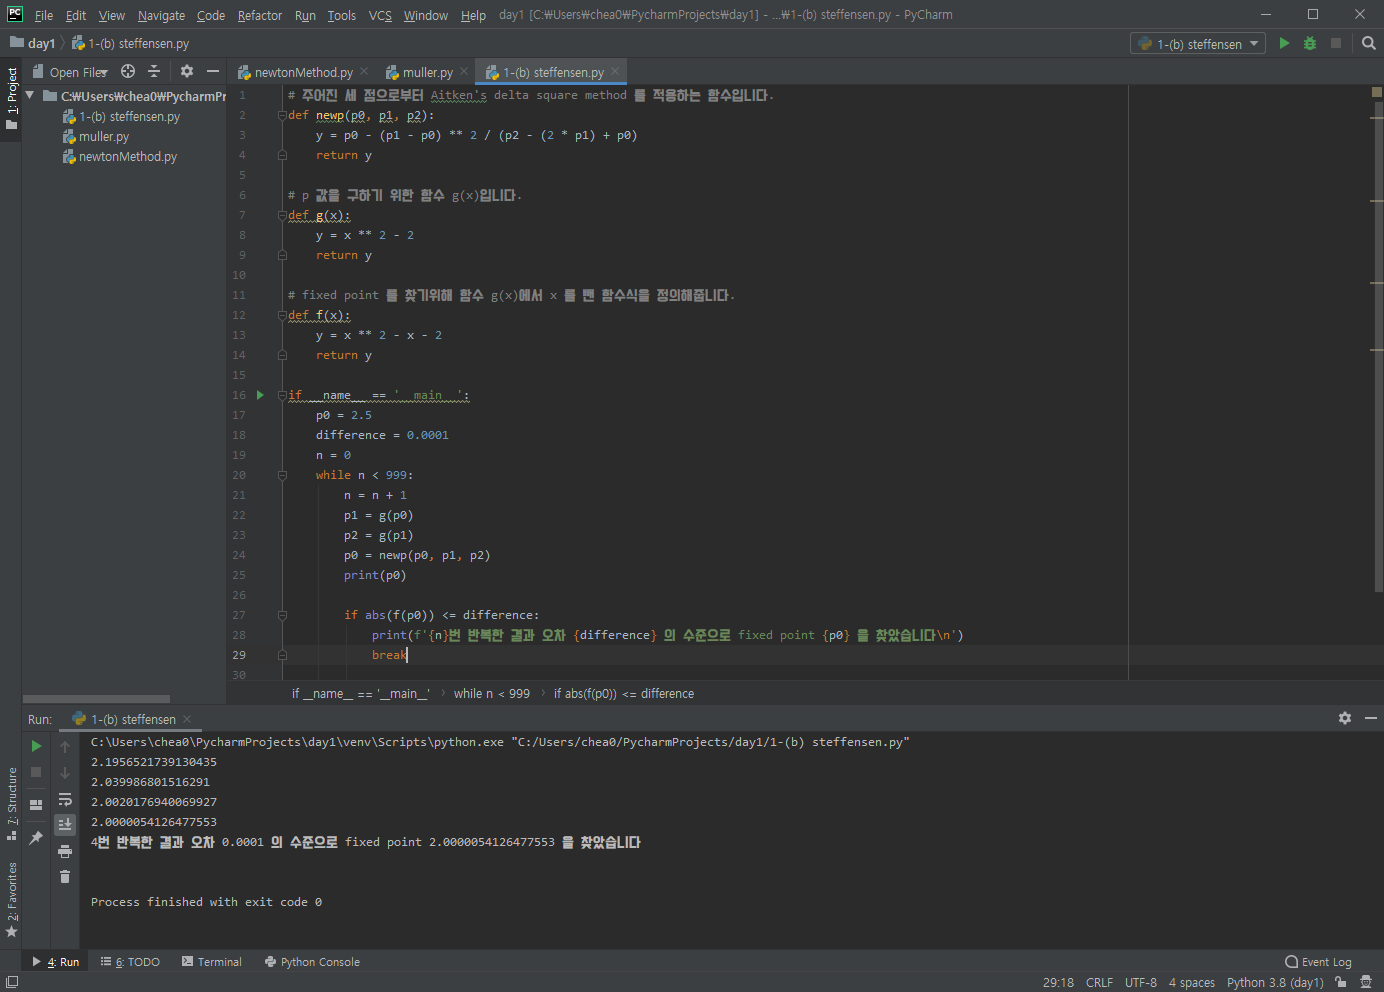 PC File Edit View Navigate Code Refactor Run Tools VCS Window Help day1 [C:\Users\chea0\PycharmProjects\day1] - ...\1-(b) steffensen.py - PyCharm
day1 1-(b) steffensen.py 1-(b) steffensen
1: Project
Open Files newtonMethod.py muller.py 1-(b) steffensen.py
C:₩Users₩chea0₩PycharmPr
1-(b) steffensen.py
muller.py
newtonMethod.py
1 # 주어진 세 점으로부터 Aitken's delta square method 를 적용하는 함수입니다.
2 def newp(p0, p1, p2):
3 y = p0 - (p1 - p0) ** 2 / (p2 - (2 * p1) + p0)
4 return y
5
6 # p 값을 구하기 위한 함수 g(x)입니다.
7 def g(x):
8 y = x ** 2 - 2
9 return y
10
11 # fixed point 를 찾기위해 함수 g(x)에서 x 를 뺀 함수식을 정의해줍니다.
12 def f(x):
13 y = x ** 2 - x - 2
14 return y
15
16 if __name__ == '__main__':
17 p0 = 2.5
18 difference = 0.0001
19 n = 0
20 while n < 999:
21 n = n + 1
22 p1 = g(p0)
23 p2 = g(p1)
24 p0 = newp(p0, p1, p2)
25 print(p0)
26
27 if abs(f(p0)) <= difference:
28 print(f'{n}번 반복한 결과 오차 {difference} 의 수준으로 fixed point {p0} 을 찾았습니다\n')
29 break
30
if __name__ == '__main__' › while n < 999 › if abs(f(p0)) <= difference
Run: 1-(b) steffensen
C:\Users\chea0\PycharmProjects\day1\venv\Scripts\python.exe "C:/Users/chea0/PycharmProjects/day1/1-(b) steffensen.py"
2.1956521739130435
2.039986801516291
2.0020176940069927
2.0000054126477553
4번 반복한 결과 오차 0.0001 의 수준으로 fixed point 2.0000054126477553 을 찾았습니다
Process finished with exit code 0
7: Structure
2: Favorites
4: Run 6: TODO Terminal Python Console Event Log
29:18 CRLF UTF-8 4 spaces Python 3.8 (day1)